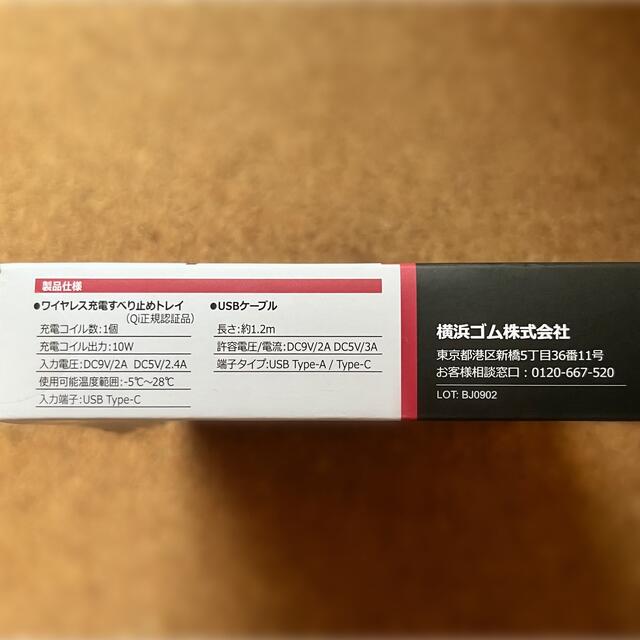 製品仕様
●ワイヤレス充電すべり止めトレイ
(Qi正規認証品)
充電コイル数:1個
充電コイル出力:10W
入力電圧:DC9V/2A DC5V/2.4A
使用可能温度範囲:-5℃～28℃
入力端子:USB Type-C
●USBケーブル
長さ:約1.2m
許容電圧/電流:DC9V/2A DC5V/3A
端子タイプ:USB Type-A / Type-C
横浜ゴム株式会社
東京都港区新橋5丁目36番11号
お客様相談窓口:0120-667-520
LOT: BJ0902